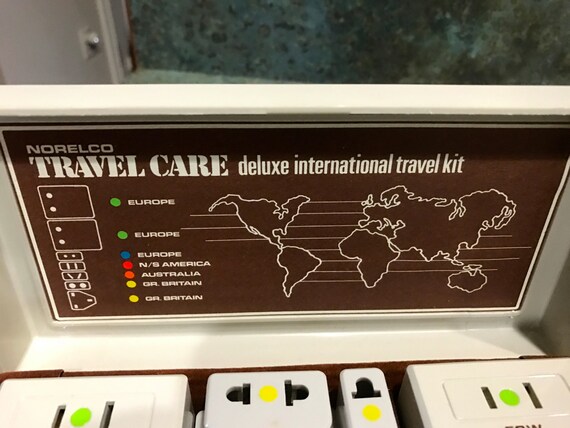 NORELCO
TRAVEL CARE deluxe international travel kit
EUROPE
EUROPE
EUROPE
N/S AMERICA
AUSTRALIA
GR. BRITAIN
GR. BRITAIN